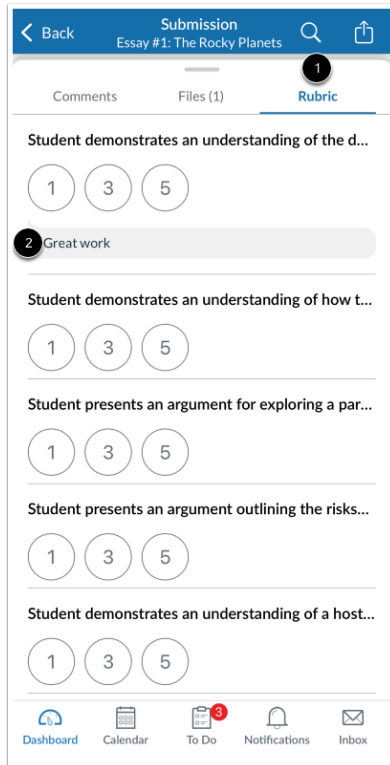 Back
Submission
Essay #1: The Rocky Planets
1
Comments Files (1) Rubric
Student demonstrates an understanding of the d...
1 3 5
2 Great work
Student demonstrates an understanding of how t...
1 3 5
Student presents an argument for exploring a par...
1 3 5
Student presents an argument outlining the risks...
1 3 5
Student demonstrates an understanding of a host...
1 3 5
3
Dashboard Calendar To Do Notifications Inbox